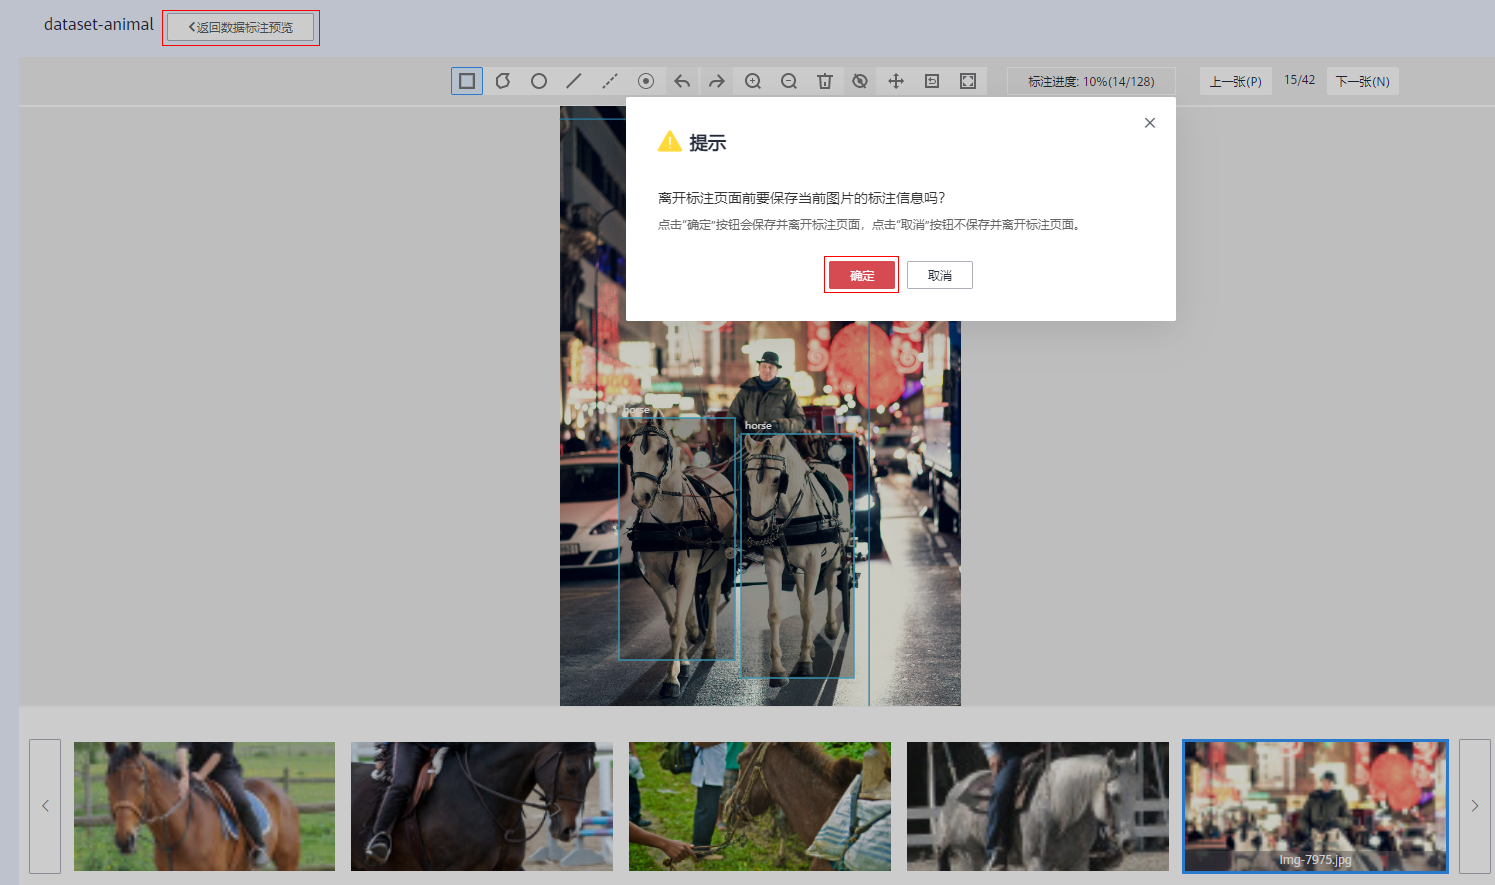 dataset-animal
返回数据标注预览
标注进度: 10%(14/128)
上一张(P)
15/42
下一张(N)
提示
离开标注页面前要保存当前图片的标注信息吗?
点击“确定”按钮会保存并离开标注页面，点击“取消”按钮不保存并离开标注页面。
确定
取消
horse
horse
Img-7975.jpg